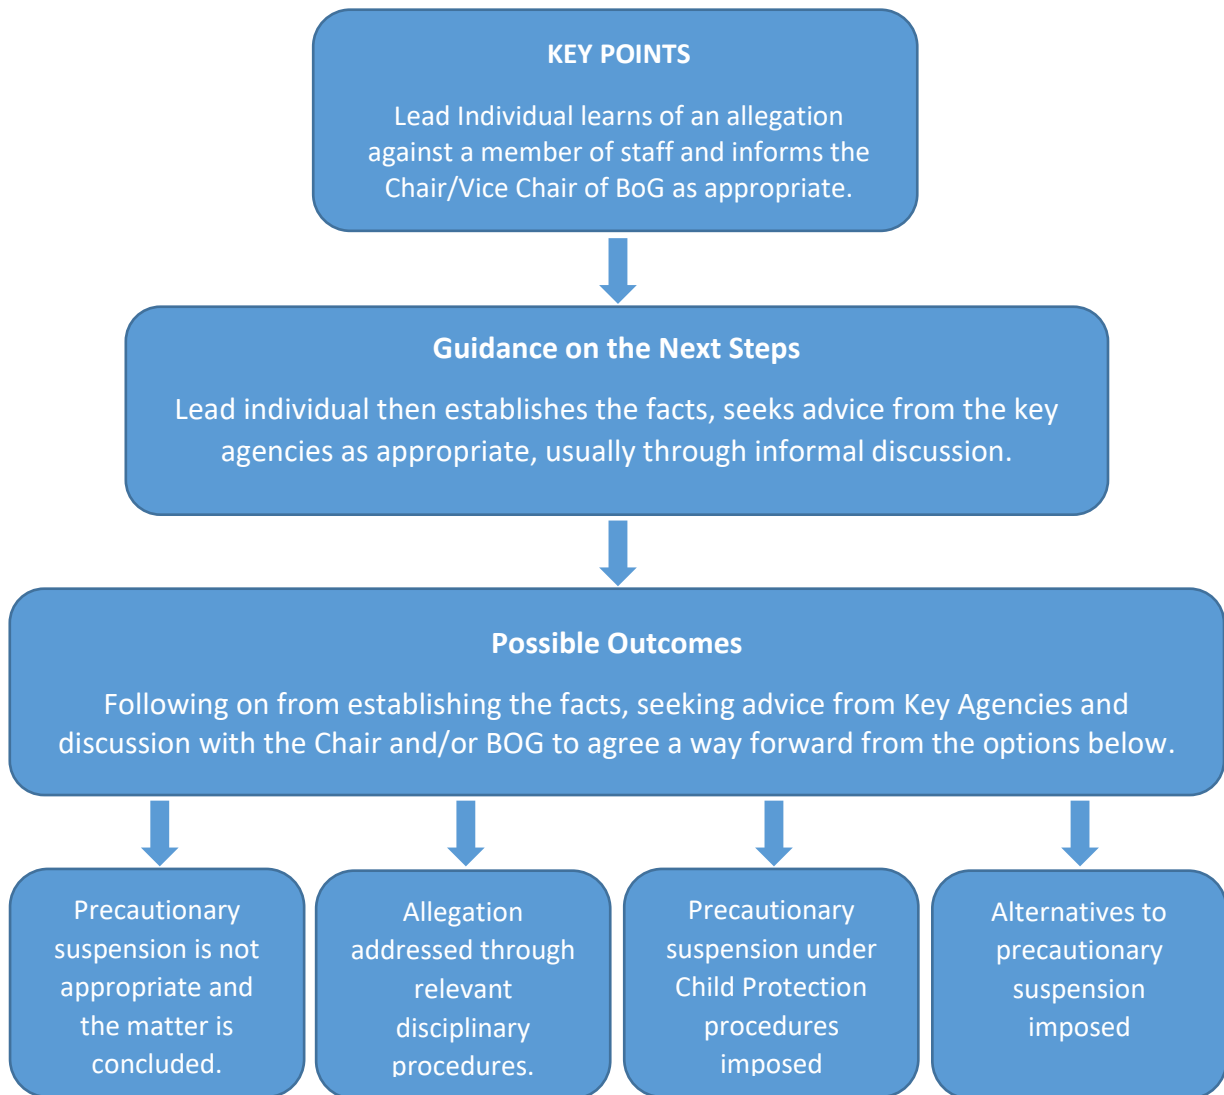 KEY POINTS
Lead Individual learns of an allegation
against a member of staff and informs the
Chair/Vice Chair of BoG as appropriate.
Guidance on the Next Steps
Lead individual then establishes the facts, seeks advice from the key
agencies as appropriate, usually through informal discussion.
Possible Outcomes
Following on from establishing the facts, seeking advice from Key Agencies and
discussion with the Chair and/or BOG to agree a way forward from the options below.
Precautionary
suspension is not
appropriate and
the matter is
concluded.
Allegation
addressed through
relevant
disciplinary
procedures.
Precautionary
suspension under
Child Protection
procedures
imposed
Alternatives to
precautionary
suspension
imposed